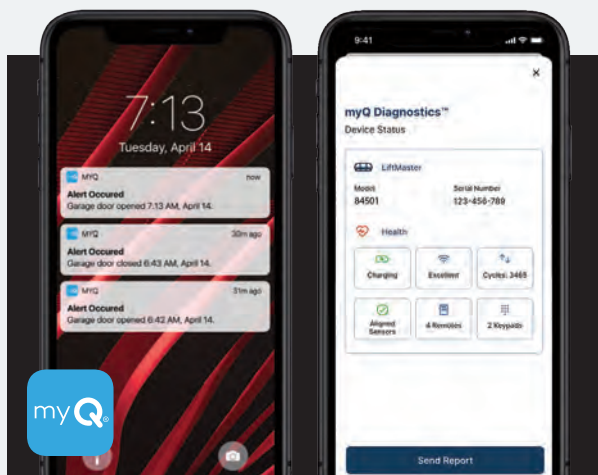 7:13
Tuesday, April 14
MYQ now
Alert Occured
Garage door opened 7:13 AM, April 14.
MYQ 30m ago
Alert Occured
Garage door closed 6:43 AM, April 14.
MYQ 31m ago
Alert Occured
Garage door opened 6:42 AM, April 14.
myQ®
9:41
myQ Diagnostics™
Device Status
LiftMaster
Model Serial Number
84501 123-456-789
Health
Charging Excellent Cycles: 3465
Aligned Sensors 4 Remotes 2 Keypads
Send Report